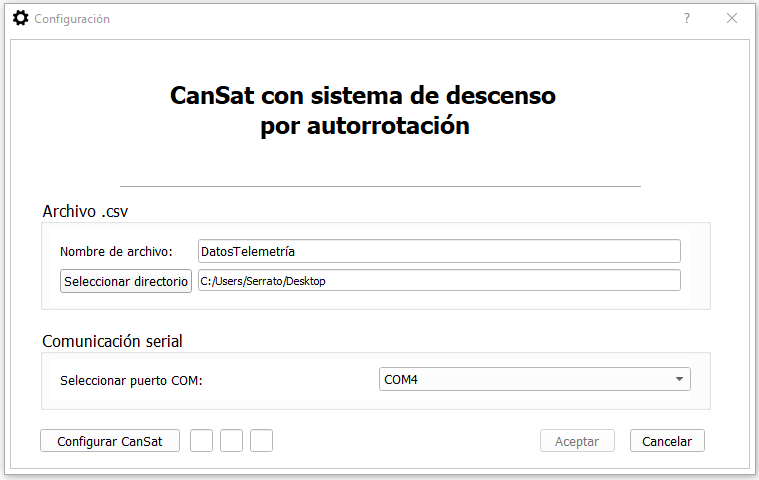 Configuración
?
CanSat con sistema de descenso
por autorrotación
Archivo .csv
Nombre de archivo: DatosTelemetría
Seleccionar directorio C:/Users/Serrato/Desktop
Comunicación serial
Seleccionar puerto COM: COM4
Configurar CanSat Aceptar Cancelar